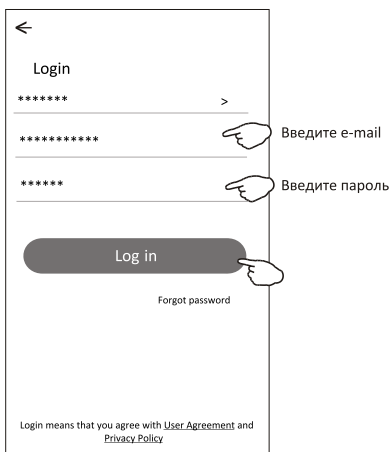 ←
Login
******* >
***********
Введите e-mail
******
Введите пароль
Log in
Forgot password
Login means that you agree with User Agreement and
Privacy Policy